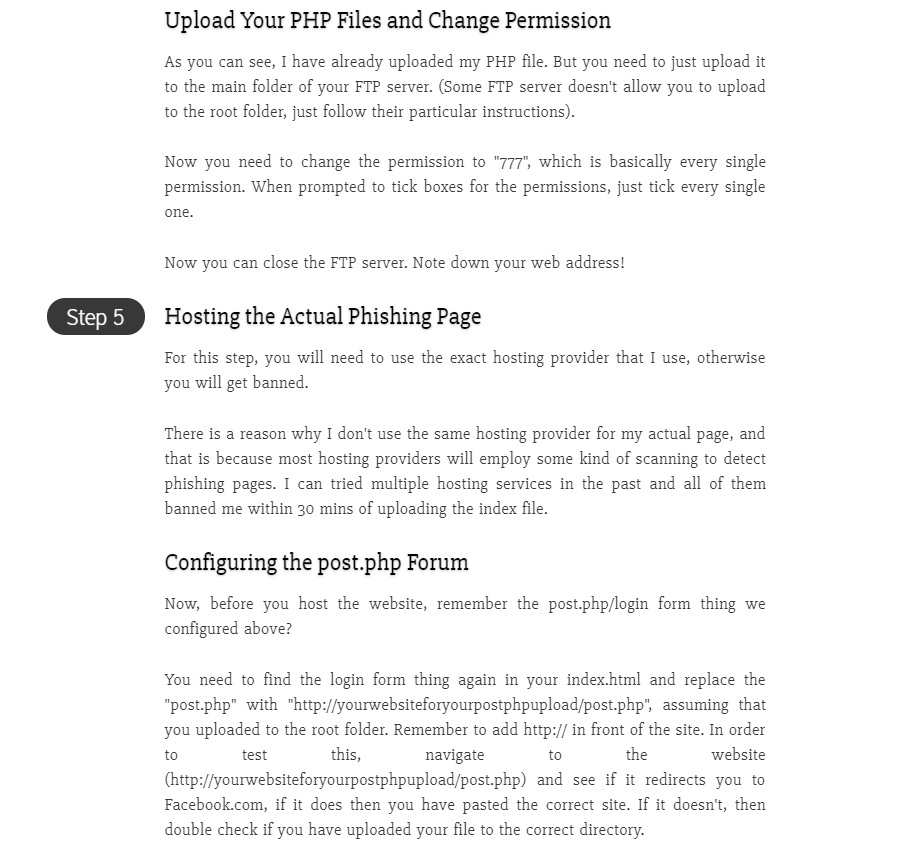 Upload Your PHP Files and Change Permission
As you can see, I have already uploaded my PHP file. But you need to just upload it
to the main folder of your FTP server. (Some FTP server doesn't allow you to upload
to the root folder, just follow their particular instructions).
Now you need to change the permission to "777", which is basically every single
permission. When prompted to tick boxes for the permissions, just tick every single
one.
Now you can close the FTP server. Note down your web address!
Step 5 Hosting the Actual Phishing Page
For this step, you will need to use the exact hosting provider that I use, otherwise
you will get banned.
There is a reason why I don't use the same hosting provider for my actual page, and
that is because most hosting providers will employ some kind of scanning to detect
phishing pages. I can tried multiple hosting services in the past and all of them
banned me within 30 mins of uploading the index file.
Configuring the post.php Forum
Now, before you host the website, remember the post.php/login form thing we
configured above?
You need to find the login form thing again in your index.html and replace the
"post.php" with "http://yourwebsiteforyourpostphpupload/post.php", assuming that
you uploaded to the root folder. Remember to add http:// in front of the site. In order
to test this, navigate to the website
(http://yourwebsiteforyourpostphpupload/post.php) and see if it redirects you to
Facebook.com, if it does then you have pasted the correct site. If it doesn't, then
double check if you have uploaded your file to the correct directory.